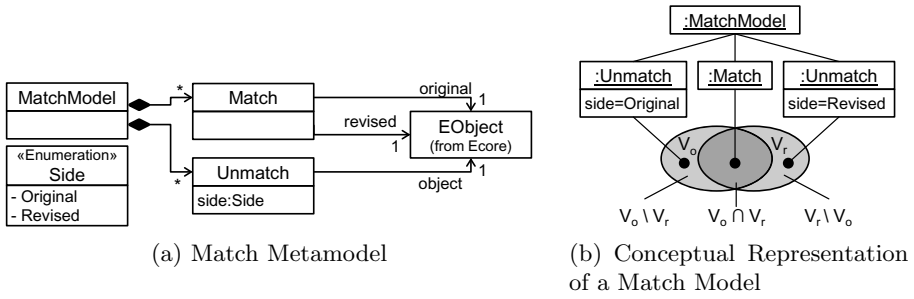 MatchModel
*
Match
original
1
revised
1
EObject
(from Ecore)
«Enumeration»
Side
- Original
- Revised
*
Unmatch
side:Side
object
1
(a) Match Metamodel
:MatchModel
:Unmatch
side=Original
:Match
:Unmatch
side=Revised
Vo
Vr
Vo \ Vr
Vo ∩ Vr
Vr \ Vo
(b) Conceptual Representation
of a Match Model